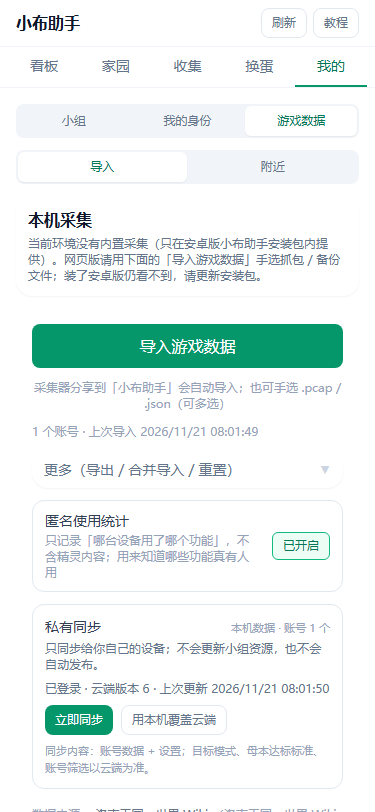 小布助手
刷新
教程
看板
家园
收集
换蛋
我的
小组
我的身份
游戏数据
导入
附近
本机采集
当前环境没有内置采集（只在安卓版小布助手安装包内提
供）。网页版请用下面的「导入游戏数据」手选抓包 / 备份
文件；装了安卓版仍看不到，请更新安装包。
导入游戏数据
采集器分享到「小布助手」会自动导入；也可手选 .pcap /
.json（可多选）
1 个账号 · 上次导入 2026/11/21 08:01:49
更多（导出 / 合并导入 / 重置）
匿名使用统计
只记录「哪台设备用了哪个功能」，不
含精灵内容；用来知道哪些功能真有人
用
已开启
私有同步
本机数据 · 账号 1 个
只同步给你自己的设备；不会更新小组资源，也不会
自动发布。
已登录 · 云端版本 6 · 上次更新 2026/11/21 08:01:50
立即同步
用本机覆盖云端
同步内容：账号数据 + 设置；目标模式、母本达标标准、
账号筛选以云端为准。